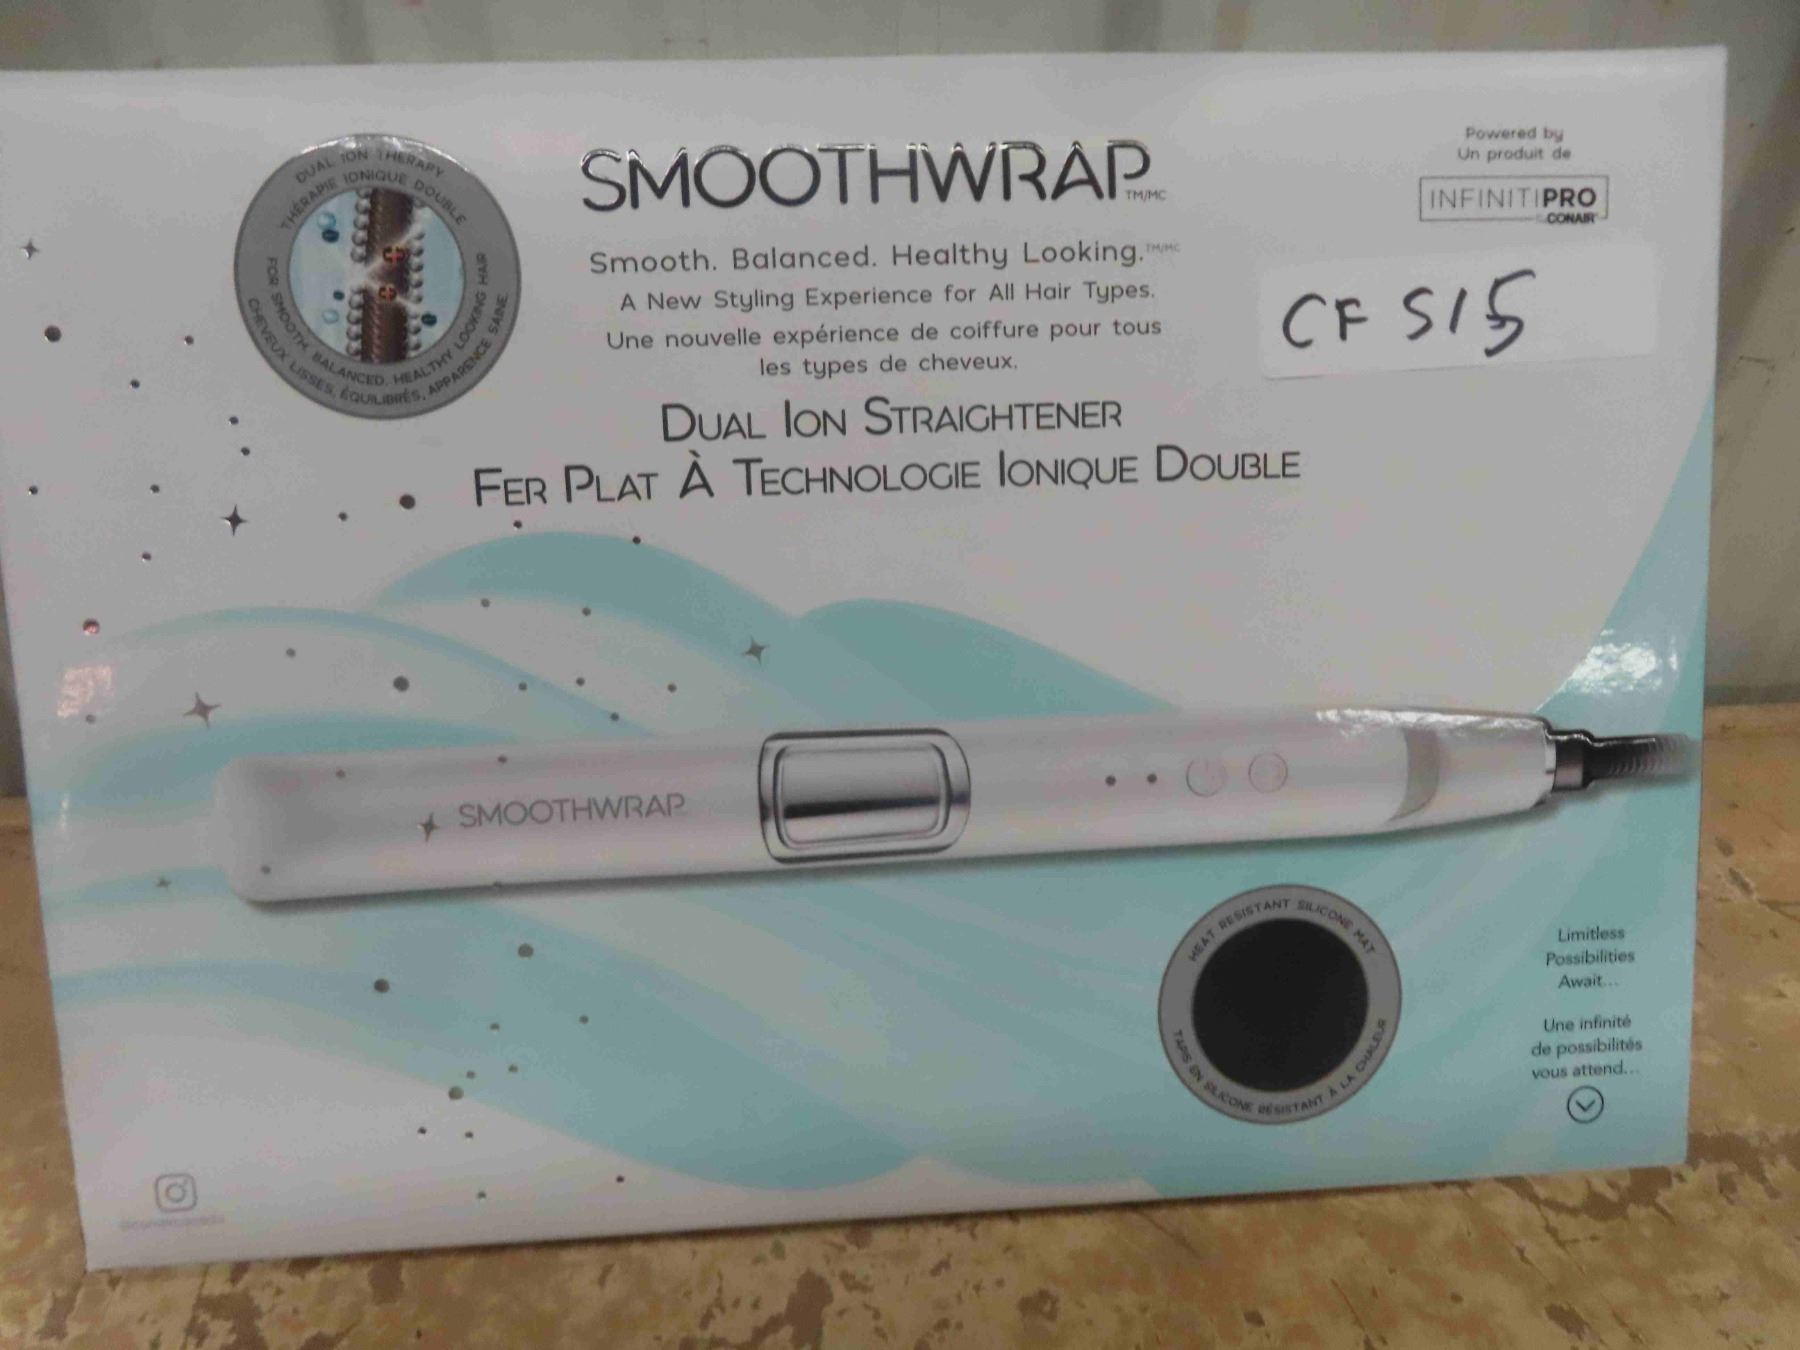 DUAL ION THERAPY
THÉRAPIE IONIQUE DOUBLE
FOR SMOOTH, BALANCED, HEALTHY LOOKING HAIR
CHEVEUX LISSES, ÉQUILIBRÉS, APPARENCE SAINE
SMOOTHWRAP TM/MC
Smooth. Balanced. Healthy Looking.TM/MC
A New Styling Experience for All Hair Types.
Une nouvelle expérience de coiffure pour tous
les types de cheveux.
DUAL ION STRAIGHTENER
FER PLAT À TECHNOLOGIE IONIQUE DOUBLE
Powered by
Un produit de
INFINITIPRO
BY CONAIR
CF S15
SMOOTHWRAP
HEAT RESISTANT SILICONE MAT
TAPIS EN SILICONE RÉSISTANT À LA CHALEUR
Limitless
Possibilities
Await...
Une infinité
de possibilités
vous attend...